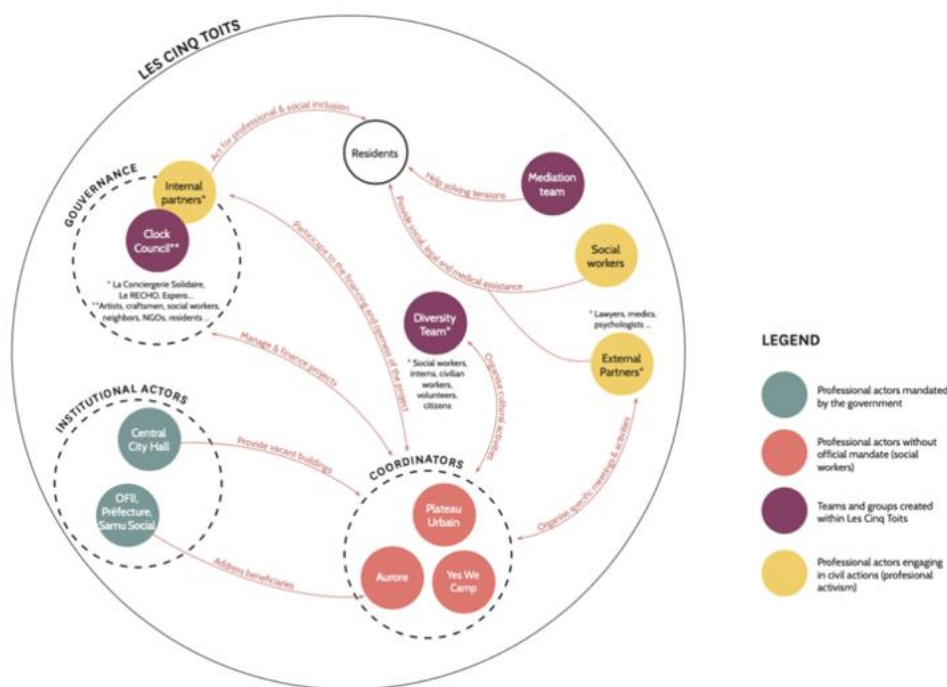 LES CINQ TOITS
Act for professional & social inclusion
Residents
Mediation
team
Help solving tensions
GOUVERNANCE
Internal
partners*
Clock
Council**
* La Conciergerie Solidaire,
Le RECHO, Espero...
**Artists, craftsmen, social workers,
neighbors, NGOs, residents ...
Participate to the financing and openess of the project
Provide social, legal and medical assistance
Social
workers
* Lawyers, medics,
psychologists ...
External
Partners*
Diversity
Team*
* Social workers,
interns, civilian
workers,
volunteers,
citizens
Manage & finance projects
Organise cultural activities
Organise specific meetings & activities
INSTITUTIONAL ACTORS
Central
City Hall
Provide vacant buildings
OFII,
Préfecture,
Samu Social
Address beneficiaries
COORDINATORS
Plateau
Urbain
Aurore
Yes We
Camp
LEGEND
Professional actors mandated
by the government
Professional actors without
official mandate (social
workers)
Teams and groups created
within Les Cinq Toits
Professional actors engaging
in civil actions (profesional
activism)